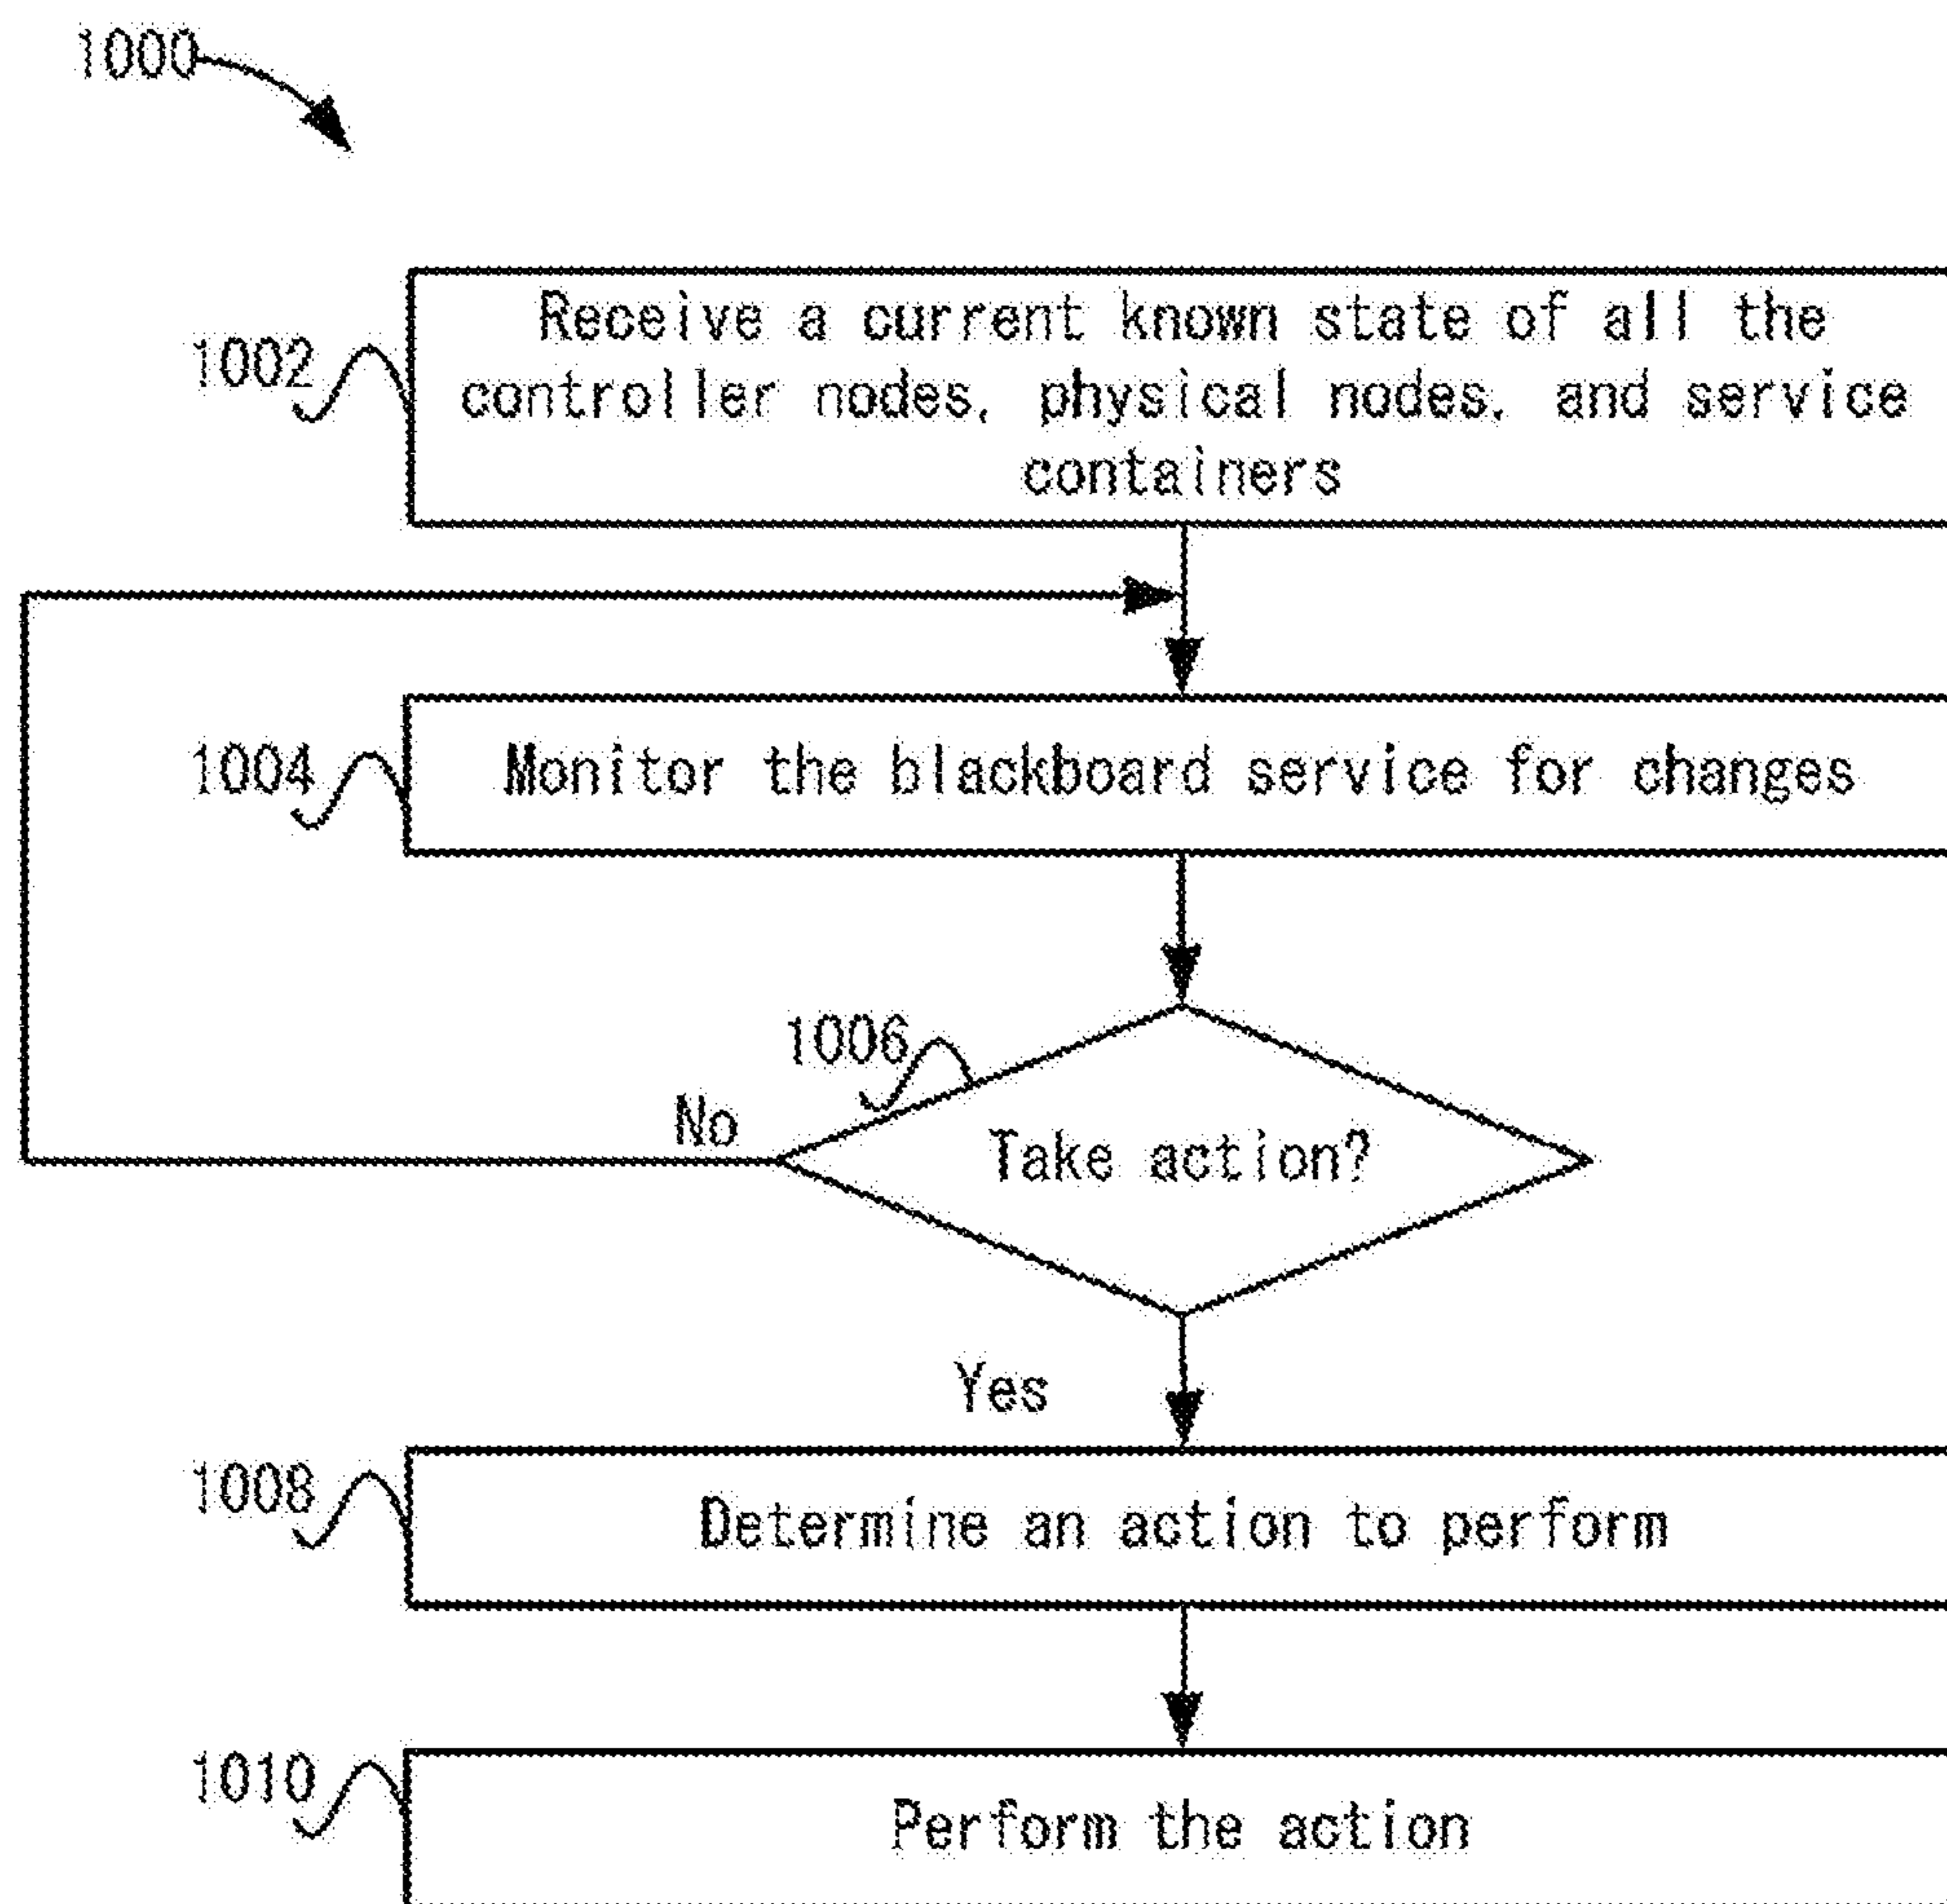 1000
1002
Receive a current known state of all the
controller nodes, physical nodes, and service
containers
1004
Monitor the blackboard service for changes
1006
No
Take action?
Yes
1008
Determine an action to perform
1010
Perform the action